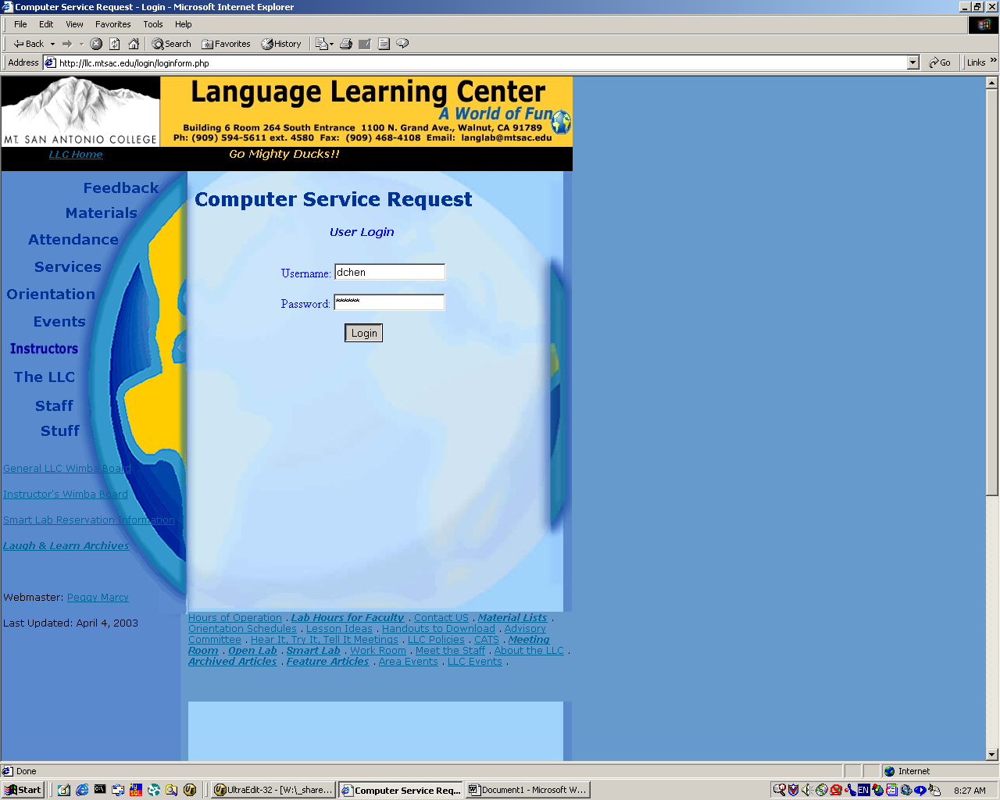 Computer Service Request - Login - Microsoft Internet Explorer
File Edit View Favorites Tools Help
Back Search Favorites History
Address http://llc.mtsac.edu/login/loginform.php Go Links »
Language Learning Center
A World of Fun
Building 6 Room 264 South Entrance 1100 N. Grand Ave., Walnut, CA 91789
MT. SAN ANTONIO COLLEGE
Ph: (909) 594-5611 ext. 4580 Fax: (909) 468-4108 Email: langlab@mtsac.edu
LLC Home
Go Mighty Ducks!!
Feedback
Materials
Attendance
Services
Orientation
Events
Instructors
The LLC
Staff
Stuff
General LLC Wimba Board
Instructor's Wimba Board
Smart Lab Reservation Information
Laugh & Learn Archives
Webmaster: Peggy Marcy
Last Updated: April 4, 2003
Computer Service Request
User Login
Username: dchen
Password: ******
Login
Hours of Operation . Lab Hours for Faculty . Contact US . Material Lists .
Orientation Schedules . Lesson Ideas . Handouts to Download . Advisory
Committee . Hear It, Try It, Tell It Meetings . LLC Policies . CATS . Meeting
Room . Open Lab . Smart Lab . Work Room . Meet the Staff . About the LLC .
Archived Articles . Feature Articles . Area Events . LLC Events .
Done Internet
Start UltraEdit-32 - [W:\_share... Computer Service Req... Document1 - Microsoft W... EN 8:27 AM